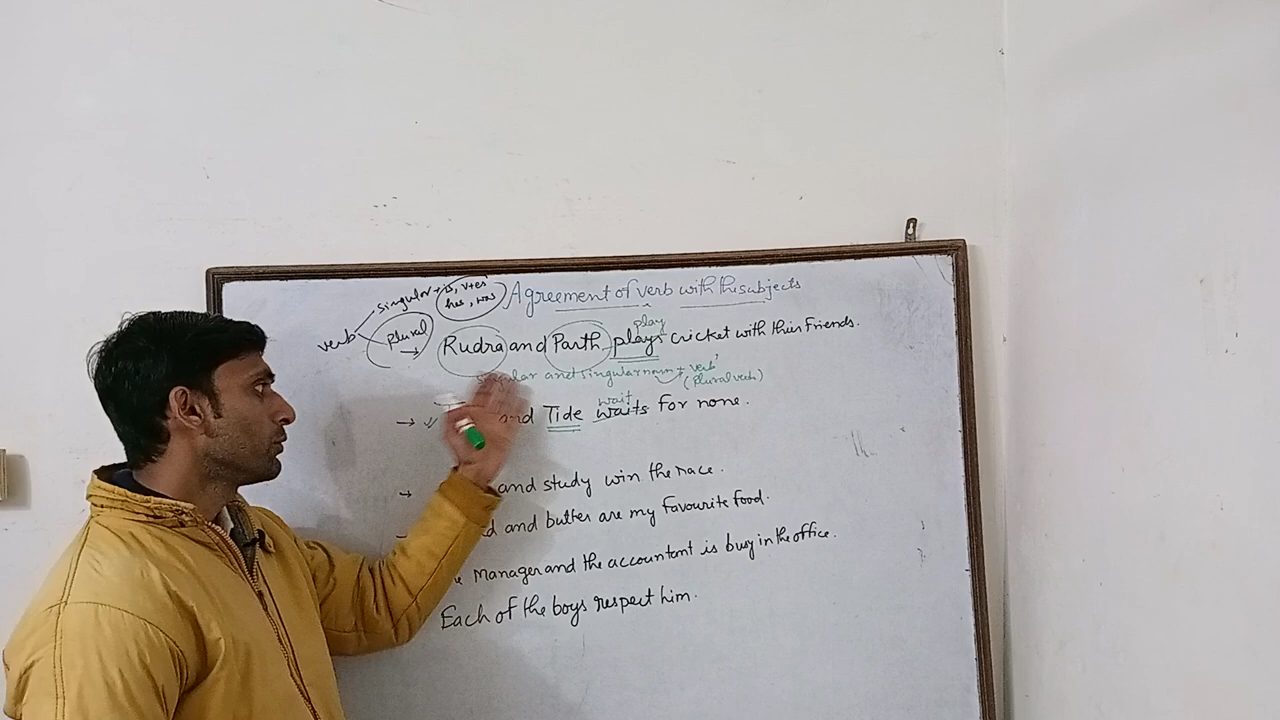 singular + is, v+es
has, was
Agreement of verb with the subjects
verb
plural
play
→ Rudra and Parth plays cricket with their Friends.
singular and singular noun + verb
(plural verb)
wait
→ and Tide waits for none.
→ and study win the race.
and butter are my favourite food.
Manager and the accountant is busy in the office.
Each of the boys respect him.